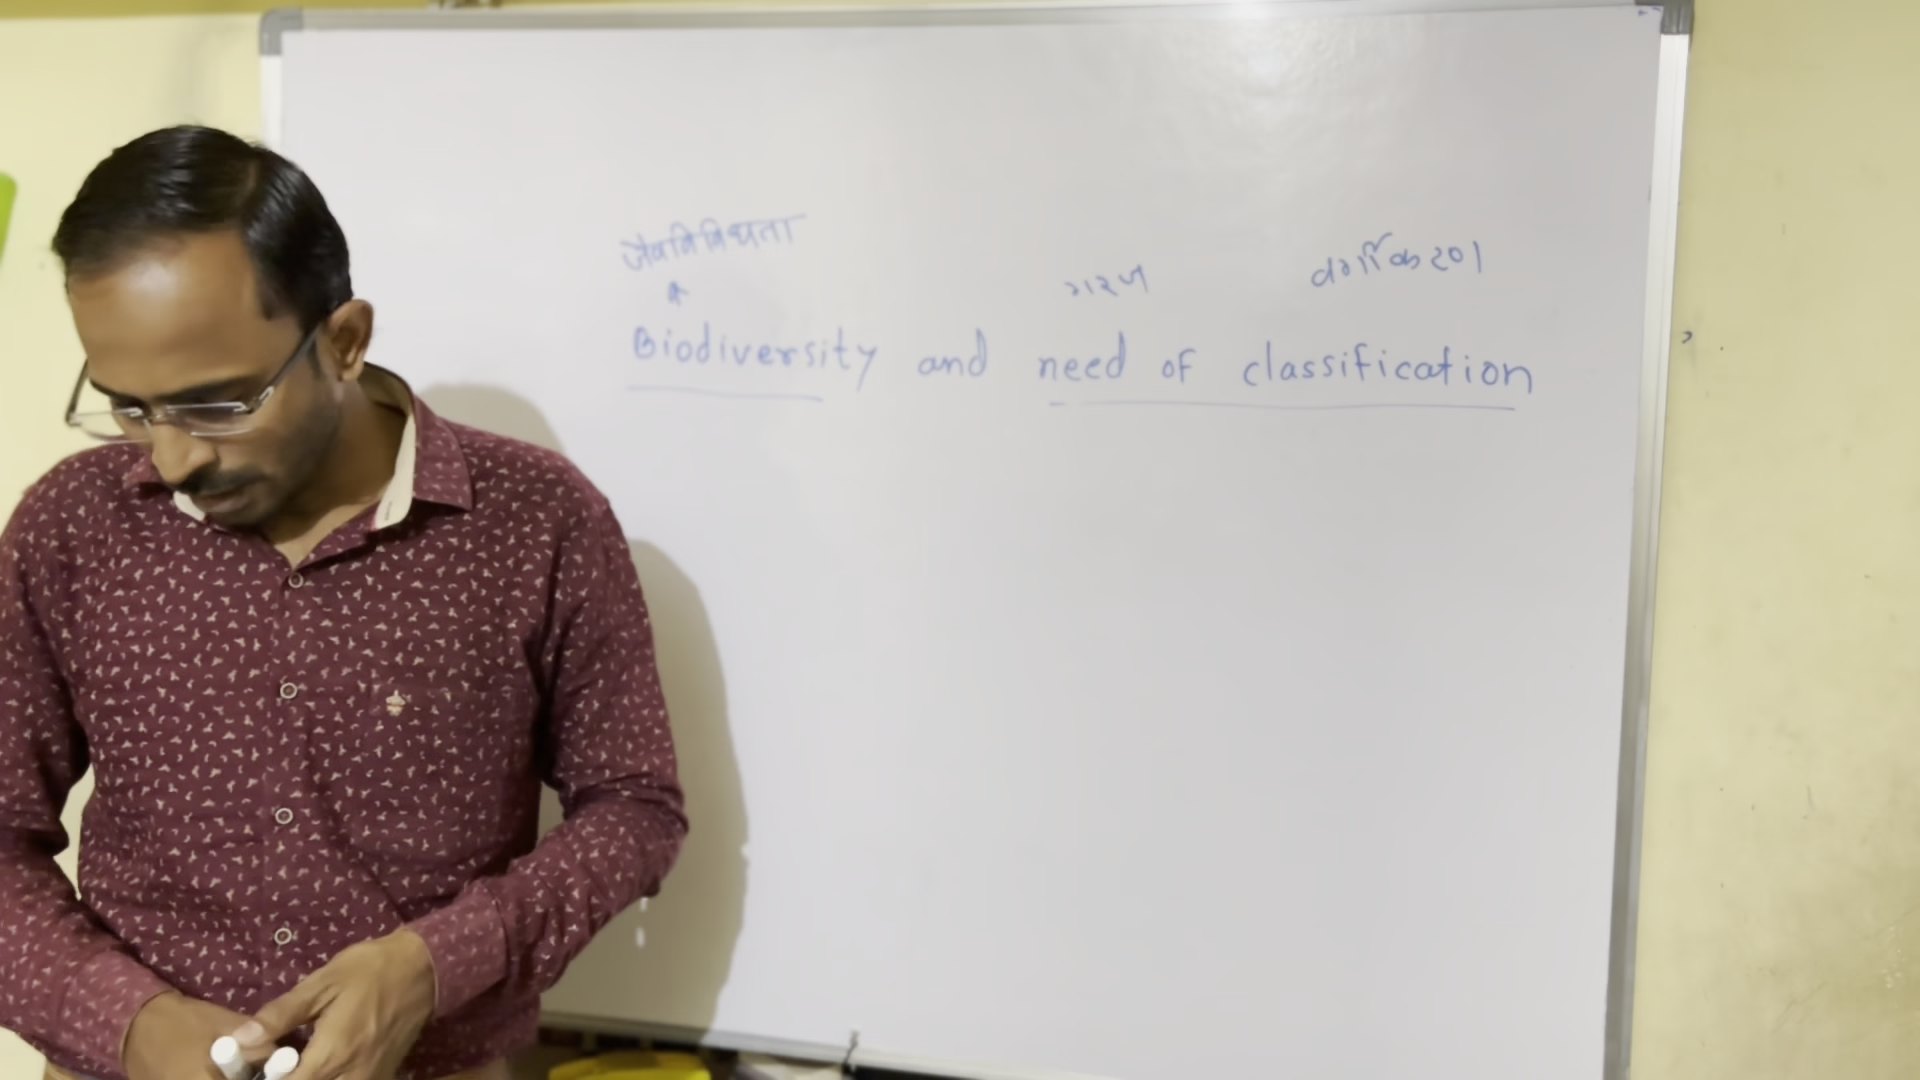 जैवविविधता गरज वर्गीकरण
Biodiversity and need of classification